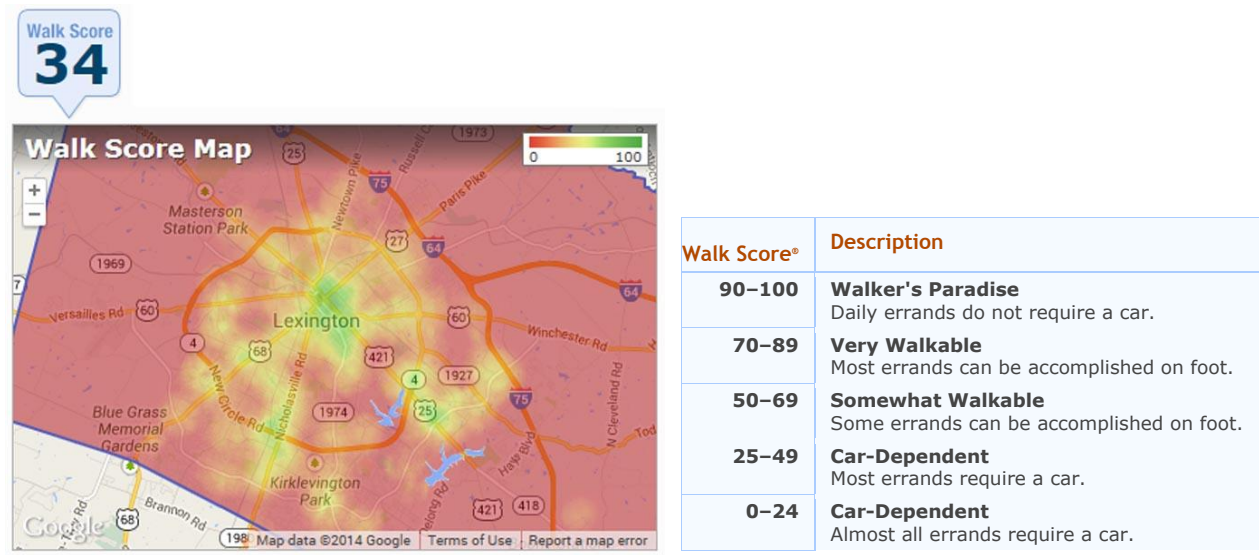 Walk Score
34
Walk Score Map
0 100
+
−
1973
25
75
64
Newtown Pike
Paris Pike
Masterson
Station Park
27
64
1969
64
7
Versailles Rd
60
Lexington
60
Winchester Rd
4
68
421
4
1927
New Circle Rd
Nicholasville Rd
1974
25
75
N Cleveland Rd
Blue Grass
Memorial
Gardens
Kirklevington
Park
Hays Blvd
Tod
68
Brannon Rd
421
418
Google
198
Map data ©2014 Google
Terms of Use
Report a map error
Walk Score®
Description
90–100
Walker's Paradise
Daily errands do not require a car.
70–89
Very Walkable
Most errands can be accomplished on foot.
50–69
Somewhat Walkable
Some errands can be accomplished on foot.
25–49
Car-Dependent
Most errands require a car.
0–24
Car-Dependent
Almost all errands require a car.